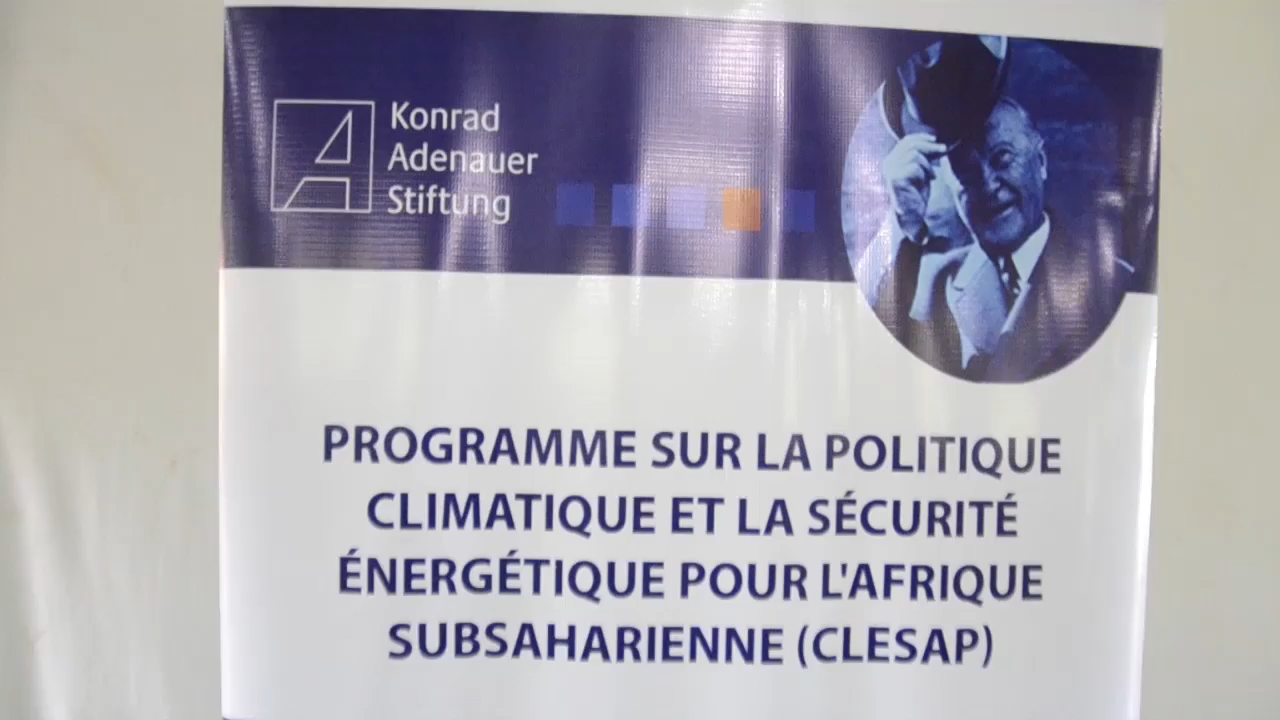 Konrad
Adenauer
Stiftung
PROGRAMME SUR LA POLITIQUE
CLIMATIQUE ET LA SÉCURITÉ
ÉNERGÉTIQUE POUR L'AFRIQUE
SUBSAHARIENNE (CLESAP)